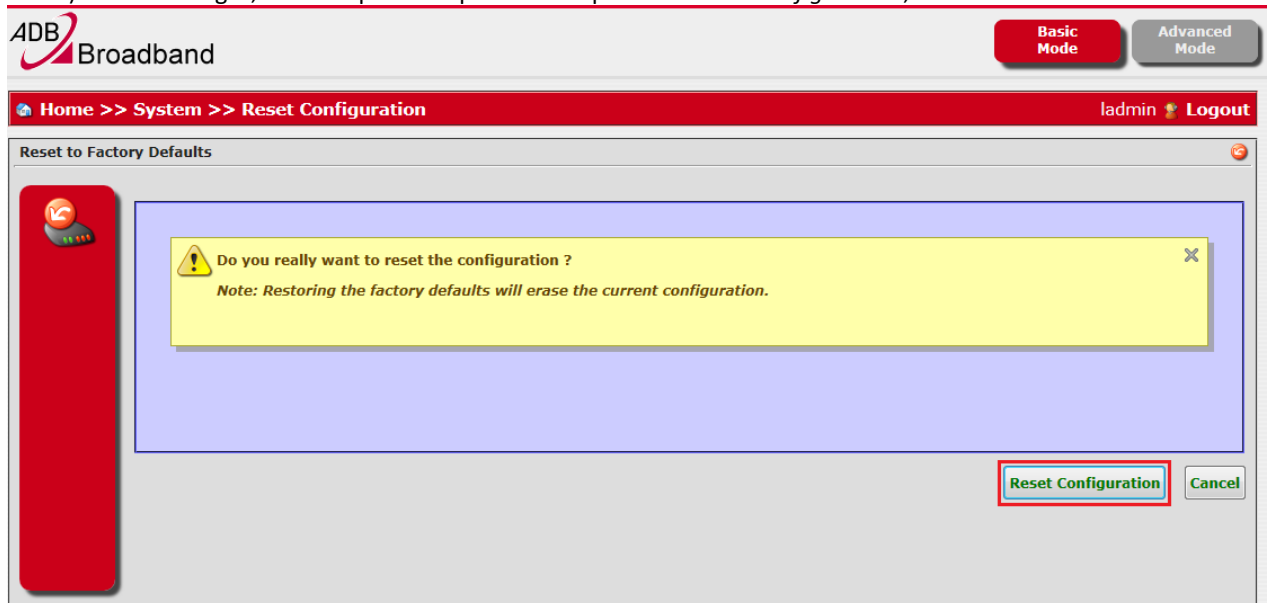 ADB
Broadband
Basic
Mode
Advanced
Mode
Home >> System >> Reset Configuration
ladmin Logout
Reset to Factory Defaults
Do you really want to reset the configuration ?
Note: Restoring the factory defaults will erase the current configuration.
Reset Configuration
Cancel